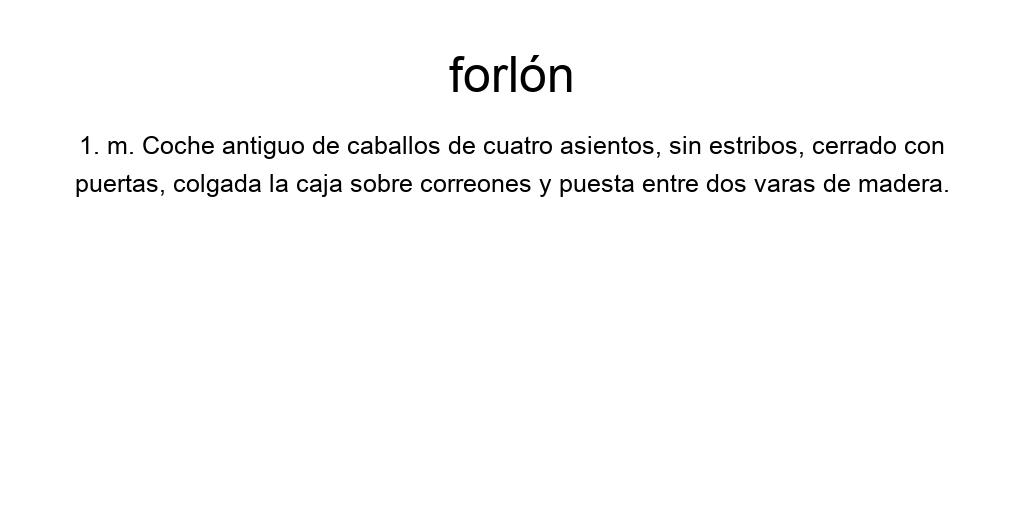 forlón
1. m. Coche antiguo de caballos de cuatro asientos, sin estribos, cerrado con
puertas, colgada la caja sobre correones y puesta entre dos varas de madera.